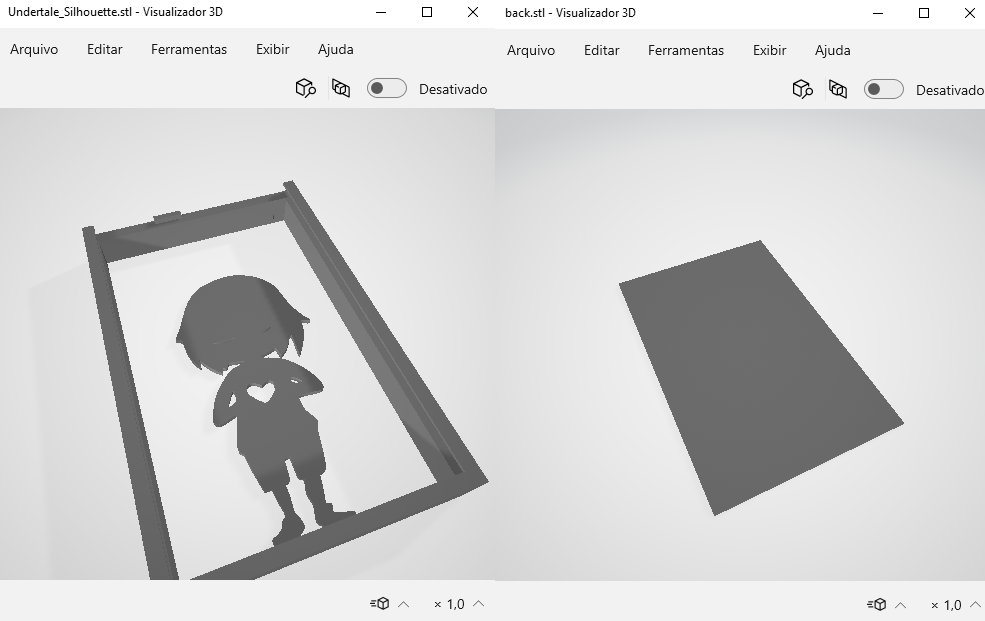 Undertale_Silhouette.stl - Visualizador 3D
Arquivo Editar Ferramentas Exibir Ajuda
Desativado
× 1,0
back.stl - Visualizador 3D
Arquivo Editar Ferramentas Exibir Ajuda
Desativado
× 1,0